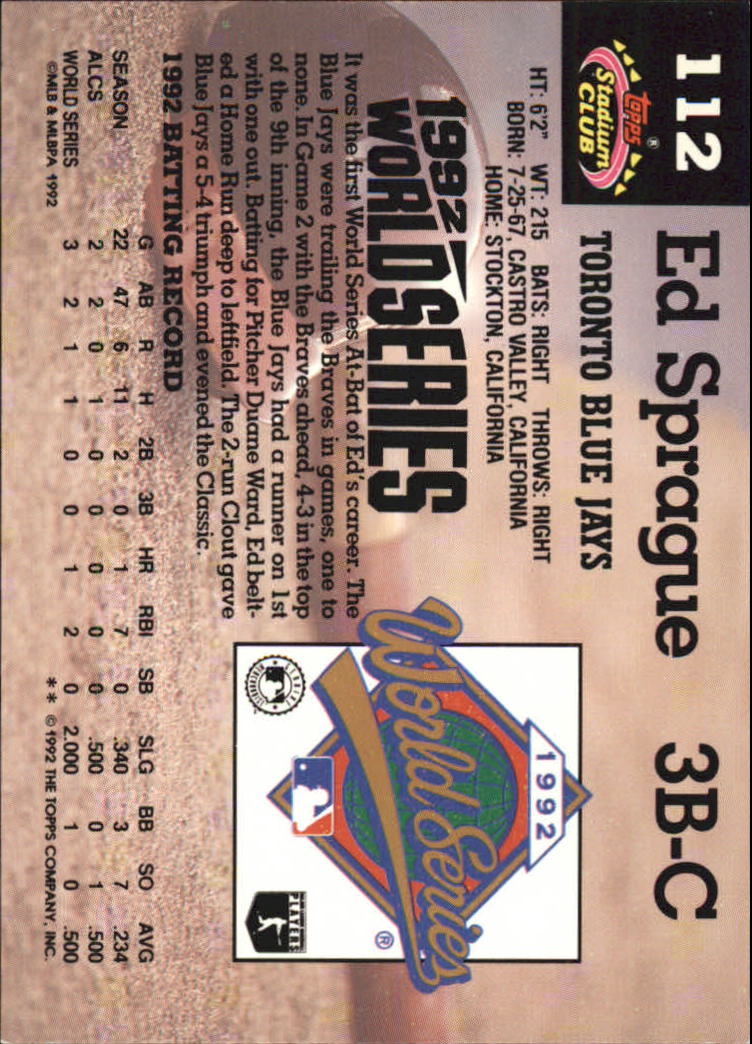 112
Ed Sprague 3B-C
Topps ®
Stadium
CLUB
TORONTO BLUE JAYS
HT: 6'2" WT: 215 BATS: RIGHT THROWS: RIGHT
BORN: 7-25-67, CASTRO VALLEY, CALIFORNIA
HOME: STOCKTON, CALIFORNIA
1992
WORLD SERIES
It was the first World Series At-Bat of Ed's career. The
Blue Jays were trailing the Braves in games, one to
none. In Game 2 with the Braves ahead, 4-3 in the top
of the 9th inning, the Blue Jays had a runner on 1st
with one out. Batting for Pitcher Duane Ward, Ed belt-
ed a Home Run deep to leftfield. The 2-run Clout gave
Blue Jays a 5-4 triumph and evened the Classic.
1992
World Series
®
PLAYERS
1992 BATTING RECORD
G AB R H 2B 3B HR RBI SB SLG BB SO AVG
SEASON 22 47 6 11 2 0 1 7 0 .340 3 7 .234
ALCS 2 2 0 1 0 0 0 0 0 .500 0 1 .500
WORLD SERIES 3 2 1 1 0 0 1 2 0 2.000 1 0 .500
©MLB & MLBPA 1992 ** ©1992 THE TOPPS COMPANY, INC.